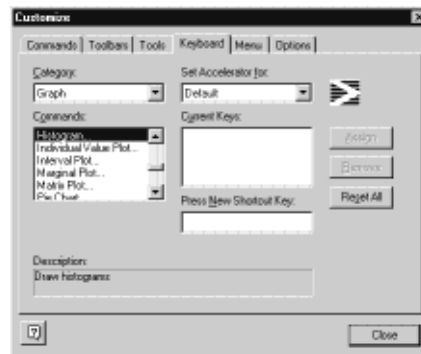 Customize
Commands Toolbars Tools Keyboard Menu Options
Category:
Graph
Set Accelerator for:
Default
Commands:
Histogram...
Individual Value Plot...
Interval Plot...
Marginal Plot...
Matrix Plot...
Pie Chart...
Current Keys:
Assign
Remove
Reset All
Press New Shortcut Key:
Description:
Draw histograms
?
Close